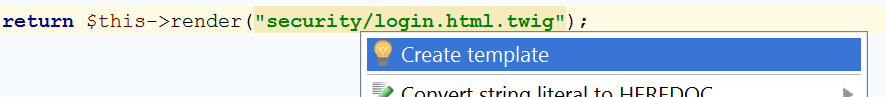 return $this->render("security/login.html.twig");
Create template
Convert string literal to HEREDOC